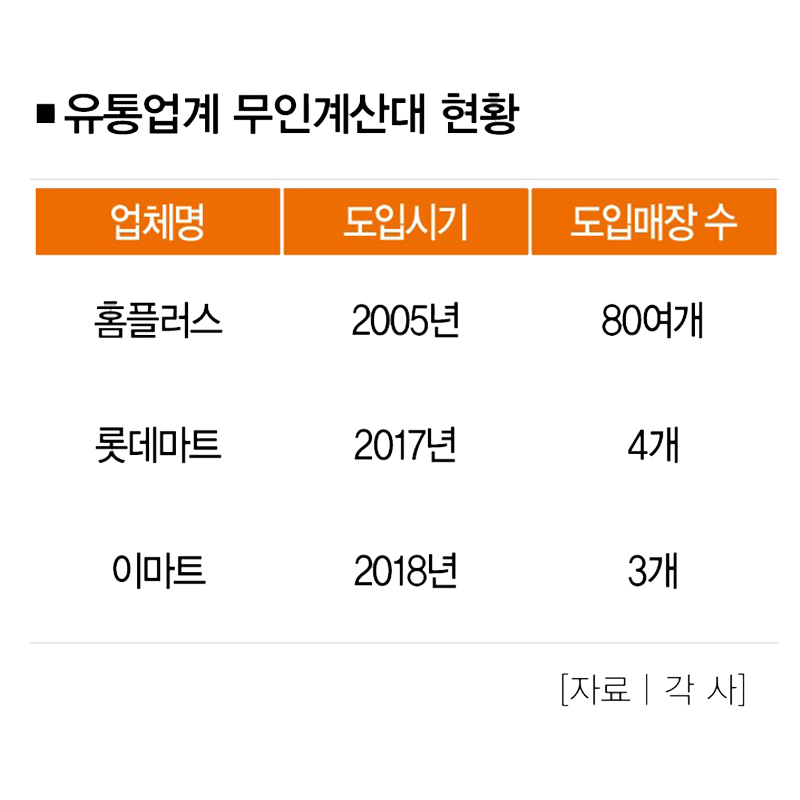 ■ 유통업계 무인계산대 현황
업체명 도입시기 도입매장 수
홈플러스 2005년 80여개
롯데마트 2017년 4개
이마트 2018년 3개
[자료 | 각 사]